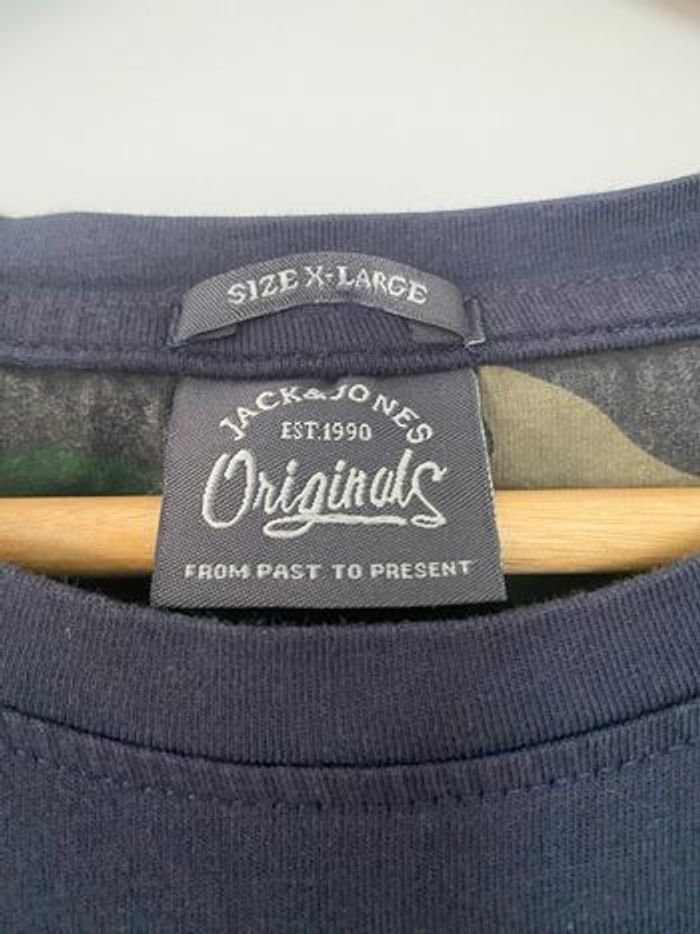 SIZE X-LARGE
JACK&JONES
EST.1990
Originals
FROM PAST TO PRESENT